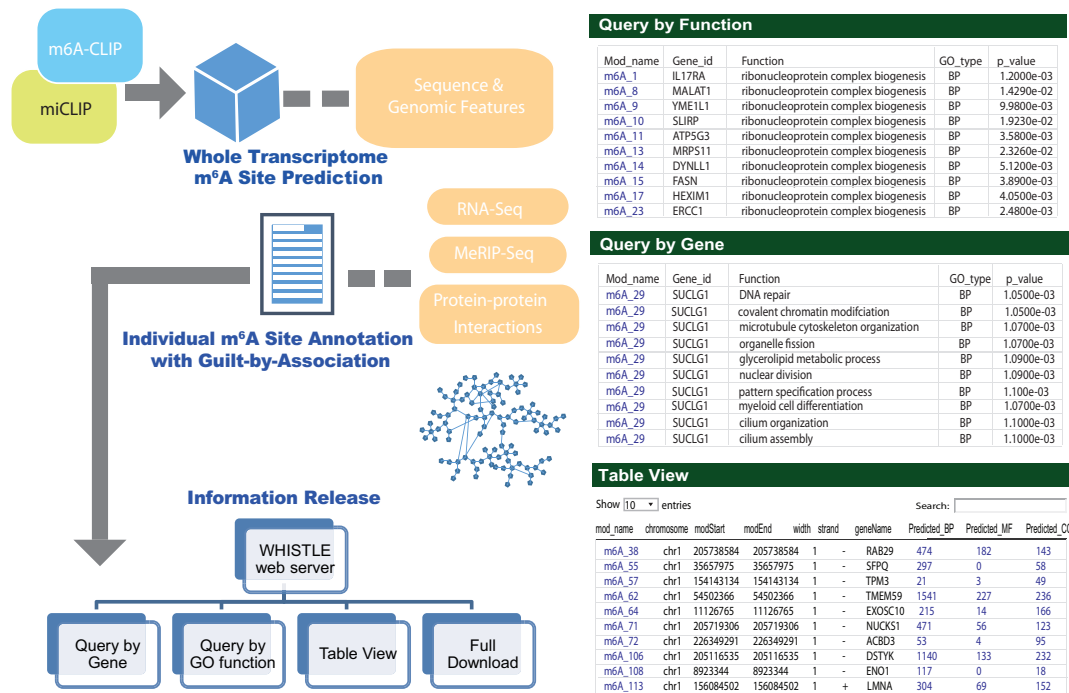 m6A-CLIP
miCLIP
Sequence &
Genomic Features
Whole Transcriptome
m⁶A Site Prediction
RNA-Seq
MeRIP-Seq
Protein-protein
Interactions
Individual m⁶A Site Annotation
with Guilt-by-Association
Information Release
WHISTLE
web server
Query by
Gene
Query by
GO function
Table View
Full
Download
Query by Function
Mod_name Gene_id Function GO_type p_value
m6A_1 IL17RA ribonucleoprotein complex biogenesis BP 1.2000e-03
m6A_8 MALAT1 ribonucleoprotein complex biogenesis BP 1.4290e-02
m6A_9 YME1L1 ribonucleoprotein complex biogenesis BP 9.9800e-03
m6A_10 SLIRP ribonucleoprotein complex biogenesis BP 1.9230e-02
m6A_11 ATP5G3 ribonucleoprotein complex biogenesis BP 3.5800e-03
m6A_13 MRPS11 ribonucleoprotein complex biogenesis BP 2.3260e-02
m6A_14 DYNLL1 ribonucleoprotein complex biogenesis BP 5.1200e-03
m6A_15 FASN ribonucleoprotein complex biogenesis BP 3.8900e-03
m6A_17 HEXIM1 ribonucleoprotein complex biogenesis BP 4.0500e-03
m6A_23 ERCC1 ribonucleoprotein complex biogenesis BP 2.4800e-03
Query by Gene
Mod_name Gene_id Function GO_type p_value
m6A_29 SUCLG1 DNA repair BP 1.0500e-03
m6A_29 SUCLG1 covalent chromatin modifciation BP 1.0500e-03
m6A_29 SUCLG1 microtubule cytoskeleton organization BP 1.0700e-03
m6A_29 SUCLG1 organelle fission BP 1.0700e-03
m6A_29 SUCLG1 glycerolipid metabolic process BP 1.0900e-03
m6A_29 SUCLG1 nuclear division BP 1.0900e-03
m6A_29 SUCLG1 pattern specification process BP 1.100e-03
m6A_29 SUCLG1 myeloid cell differentiation BP 1.0700e-03
m6A_29 SUCLG1 cilium organization BP 1.1000e-03
m6A_29 SUCLG1 cilium assembly BP 1.1000e-03
Table View
Show 10 entries Search:
mod_name chromosome modStart modEnd width strand geneName Predicted_BP Predicted_MF Predicted_CC
m6A_38 chr1 205738584 205738584 1 - RAB29 474 182 143
m6A_55 chr1 35657975 35657975 1 - SFPQ 297 0 58
m6A_57 chr1 154143134 154143134 1 - TPM3 21 3 49
m6A_62 chr1 54502366 54502366 1 - TMEM59 1541 227 236
m6A_64 chr1 11126765 11126765 1 - EXOSC10 215 14 166
m6A_71 chr1 205719306 205719306 1 - NUCKS1 471 56 123
m6A_72 chr1 226349291 226349291 1 - ACBD3 53 4 95
m6A_106 chr1 205116535 205116535 1 - DSTYK 1140 133 232
m6A_108 chr1 8923344 8923344 1 - ENO1 117 0 18
m6A_113 chr1 156084502 156084502 1 + LMNA 304 69 152